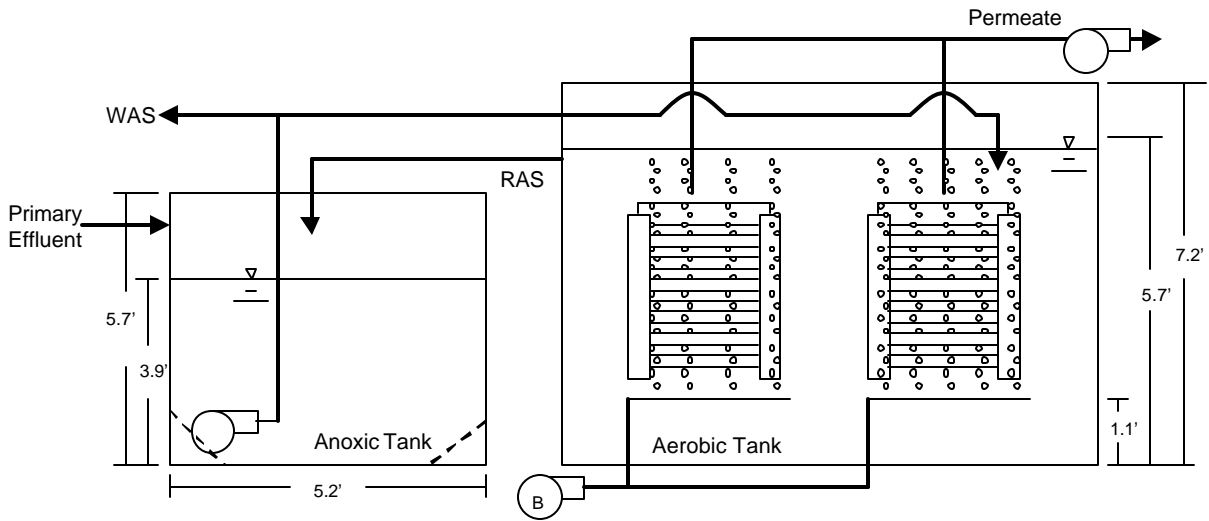 Permeate
WAS
RAS
Primary
Effluent
7.2’
5.7’
5.7’
3.9’
1.1’
Anoxic Tank
Aerobic Tank
5.2’
B